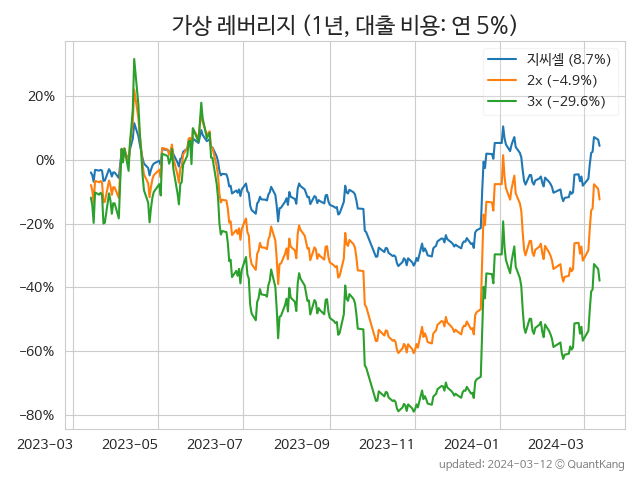 가상 레버리지 (1년, 대출 비용: 연 5%)
지씨셀 (8.7%)
2x (−4.9%)
3x (−29.6%)
20%
0%
−20%
−40%
−60%
−80%
2023-03 2023-05 2023-07 2023-09 2023-11 2024-01 2024-03
updated: 2024-03-12 © QuantKang